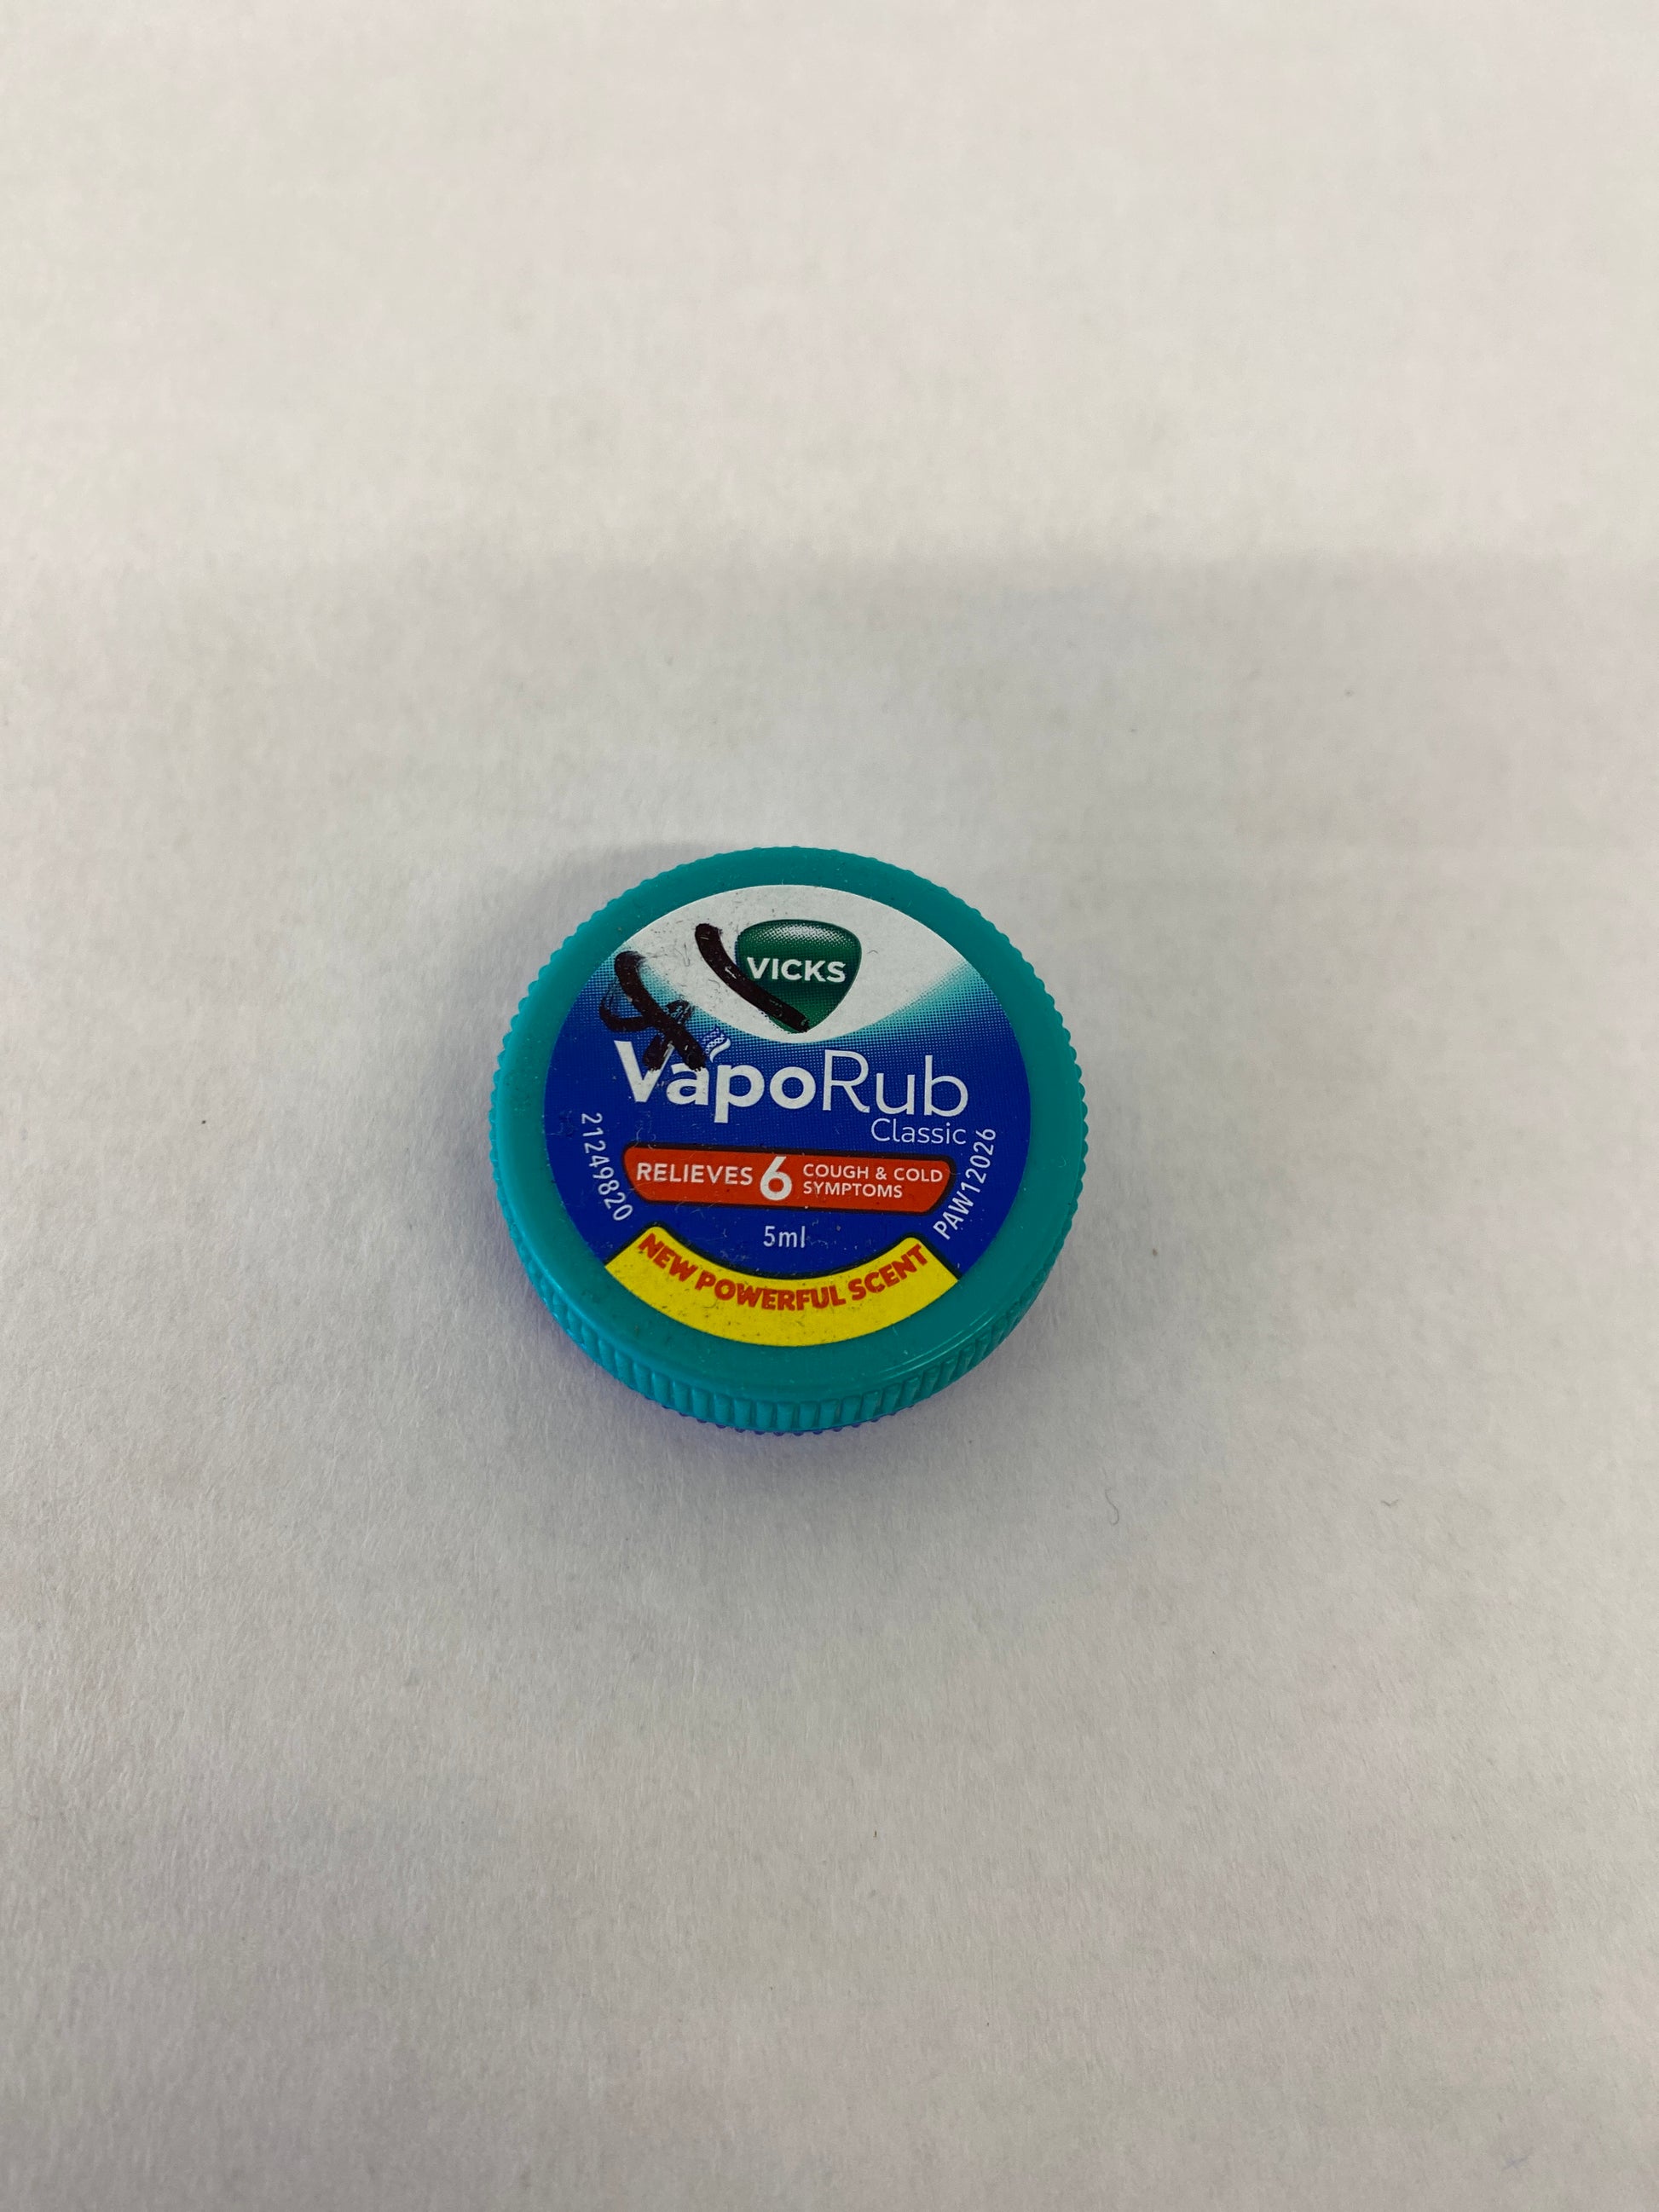 VICKS
VapoRub
Classic
21249820
PAW12026
RELIEVES 6 COUGH & COLD
SYMPTOMS
5ml
NEW POWERFUL SCENT